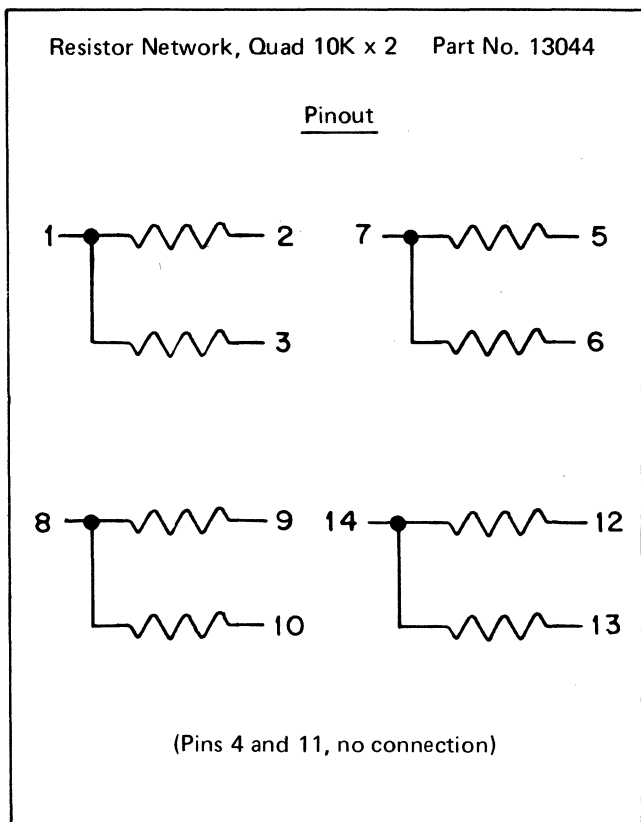 Resistor Network, Quad 10K x 2 Part No. 13044
Pinout
1 2 7 5
3 6
8 9 14 12
10 13
(Pins 4 and 11, no connection)